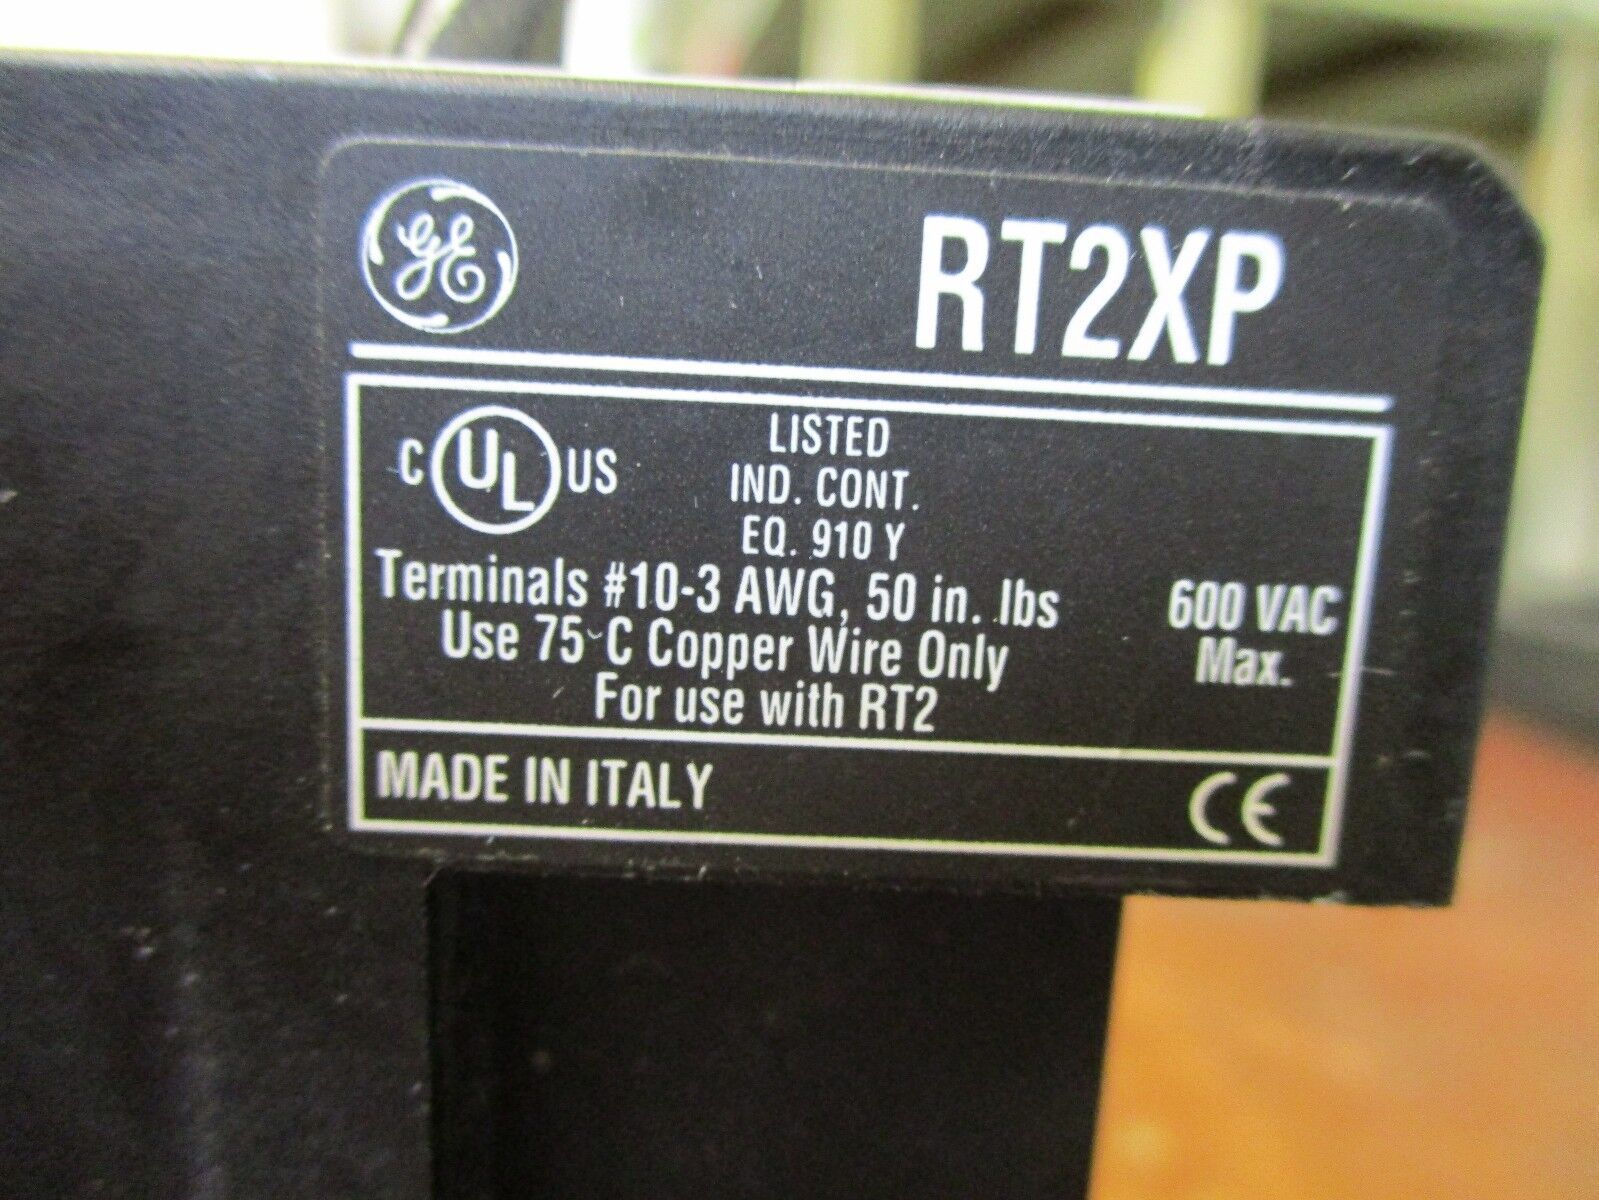 GE
RT2XP
C UL US
LISTED
IND. CONT.
EQ. 910 Y
Terminals #10-3 AWG, 50 in. lbs
Use 75°C Copper Wire Only
For use with RT2
600 VAC
Max.
MADE IN ITALY
CE